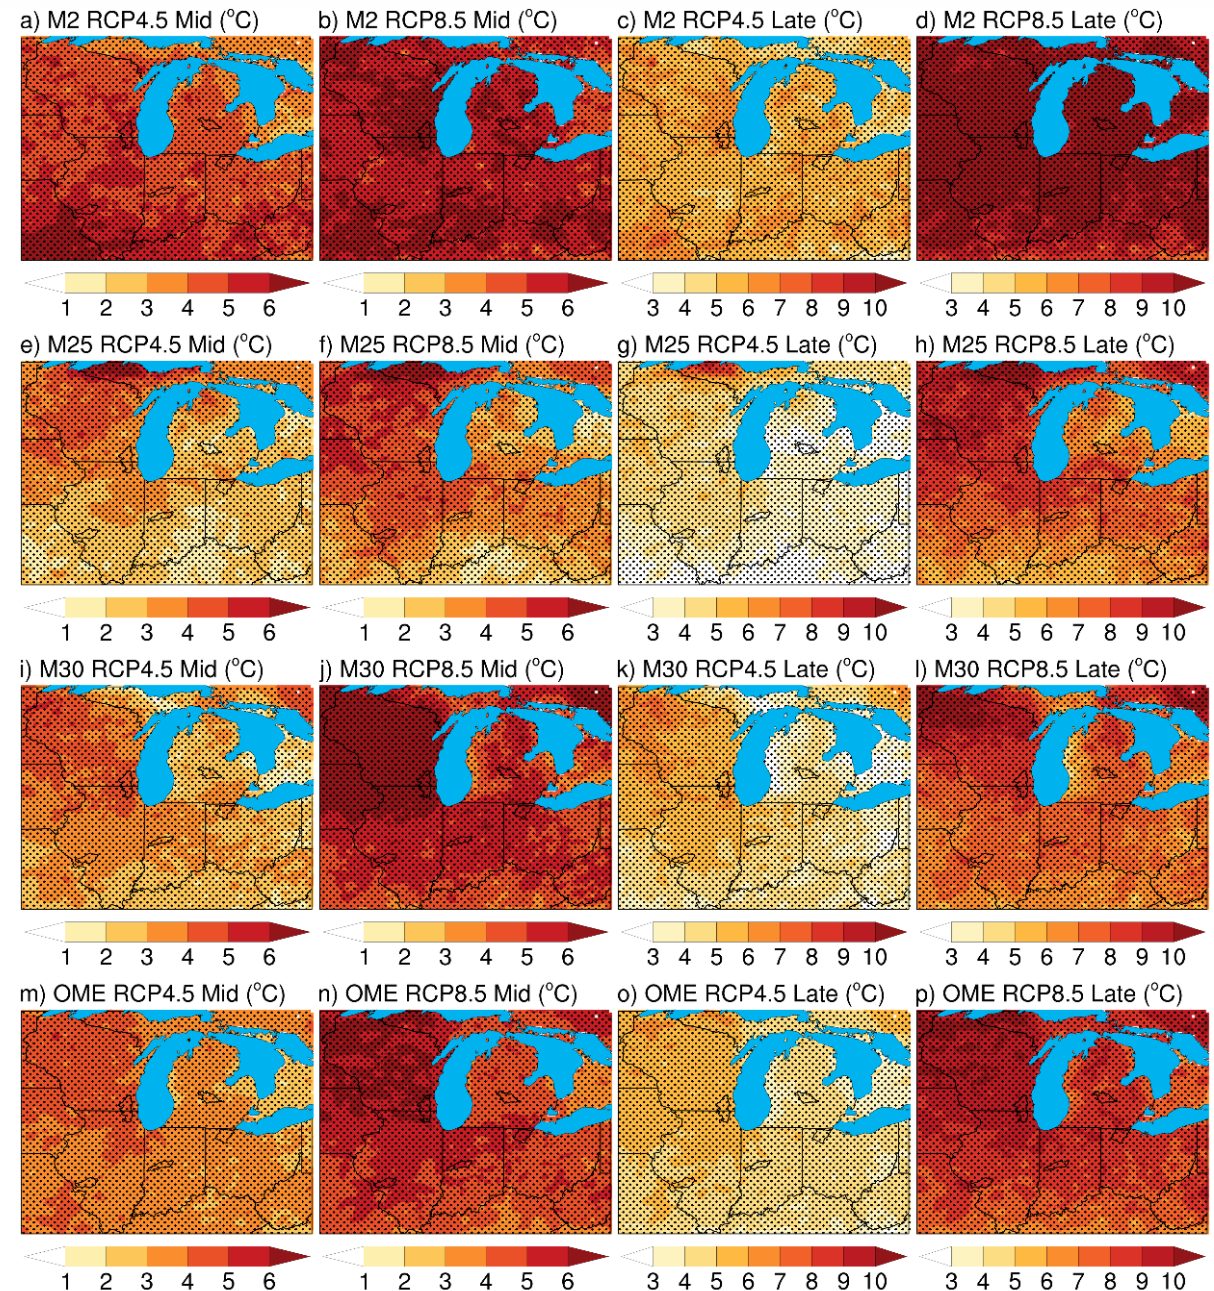 a) M2 RCP4.5 Mid (°C) b) M2 RCP8.5 Mid (°C) c) M2 RCP4.5 Late (°C) d) M2 RCP8.5 Late (°C)
1 2 3 4 5 6 1 2 3 4 5 6 3 4 5 6 7 8 9 10 3 4 5 6 7 8 9 10
e) M25 RCP4.5 Mid (°C) f) M25 RCP8.5 Mid (°C) g) M25 RCP4.5 Late (°C) h) M25 RCP8.5 Late (°C)
1 2 3 4 5 6 1 2 3 4 5 6 3 4 5 6 7 8 9 10 3 4 5 6 7 8 9 10
i) M30 RCP4.5 Mid (°C) j) M30 RCP8.5 Mid (°C) k) M30 RCP4.5 Late (°C) l) M30 RCP8.5 Late (°C)
1 2 3 4 5 6 1 2 3 4 5 6 3 4 5 6 7 8 9 10 3 4 5 6 7 8 9 10
m) OME RCP4.5 Mid (°C) n) OME RCP8.5 Mid (°C) o) OME RCP4.5 Late (°C) p) OME RCP8.5 Late (°C)
1 2 3 4 5 6 1 2 3 4 5 6 3 4 5 6 7 8 9 10 3 4 5 6 7 8 9 10